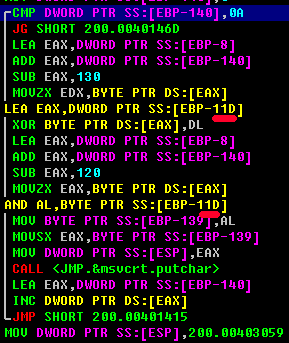 CMP DWORD PTR SS:[EBP-140],0A
JG SHORT 200.0040146D
LEA EAX,DWORD PTR SS:[EBP-8]
ADD EAX,DWORD PTR SS:[EBP-140]
SUB EAX,130
MOVZX EDX,BYTE PTR DS:[EAX]
LEA EAX,DWORD PTR SS:[EBP-11D]
XOR BYTE PTR DS:[EAX],DL
LEA EAX,DWORD PTR SS:[EBP-8]
ADD EAX,DWORD PTR SS:[EBP-140]
SUB EAX,120
MOVZX EAX,BYTE PTR DS:[EAX]
AND AL,BYTE PTR SS:[EBP-11D]
MOV BYTE PTR SS:[EBP-139],AL
MOVSX EAX,BYTE PTR SS:[EBP-139]
MOV DWORD PTR SS:[ESP],EAX
CALL <JMP.&msvcrt.putchar>
LEA EAX,DWORD PTR SS:[EBP-140]
INC DWORD PTR DS:[EAX]
JMP SHORT 200.00401415
MOV DWORD PTR SS:[ESP],200.00403059